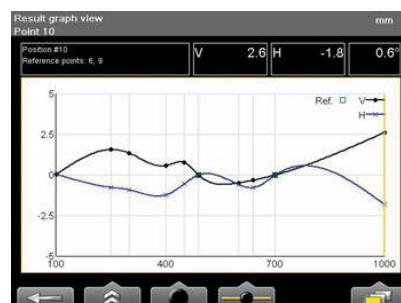 Result graph view mm
Point 10
Position #10
Reference points: 6, 9
V 2.6 H -1.8 0.6°
Ref. V
H
5
2.5
0
-2.5
-5
100 400 700 1000